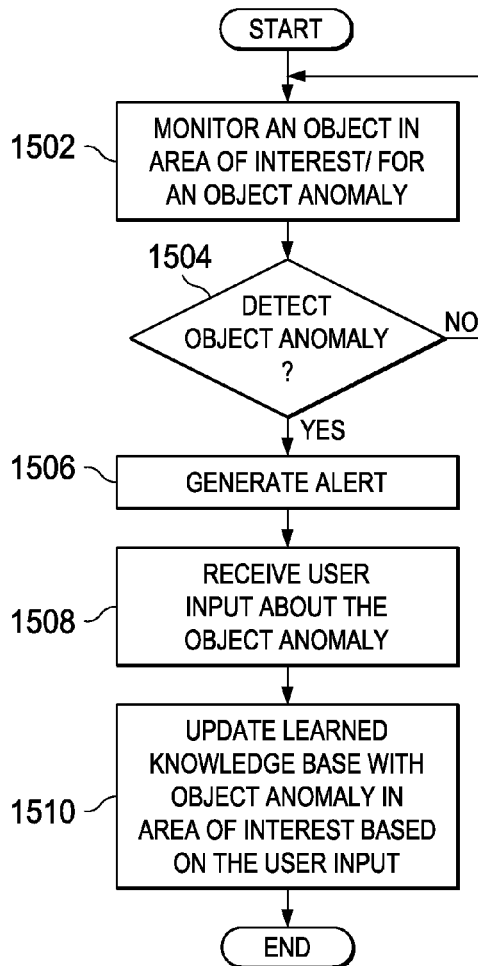 START
1502
MONITOR AN OBJECT IN
AREA OF INTEREST/ FOR
AN OBJECT ANOMALY
1504
DETECT
OBJECT ANOMALY
?
NO
YES
1506
GENERATE ALERT
1508
RECEIVE USER
INPUT ABOUT THE
OBJECT ANOMALY
1510
UPDATE LEARNED
KNOWLEDGE BASE WITH
OBJECT ANOMALY IN
AREA OF INTEREST BASED
ON THE USER INPUT
END